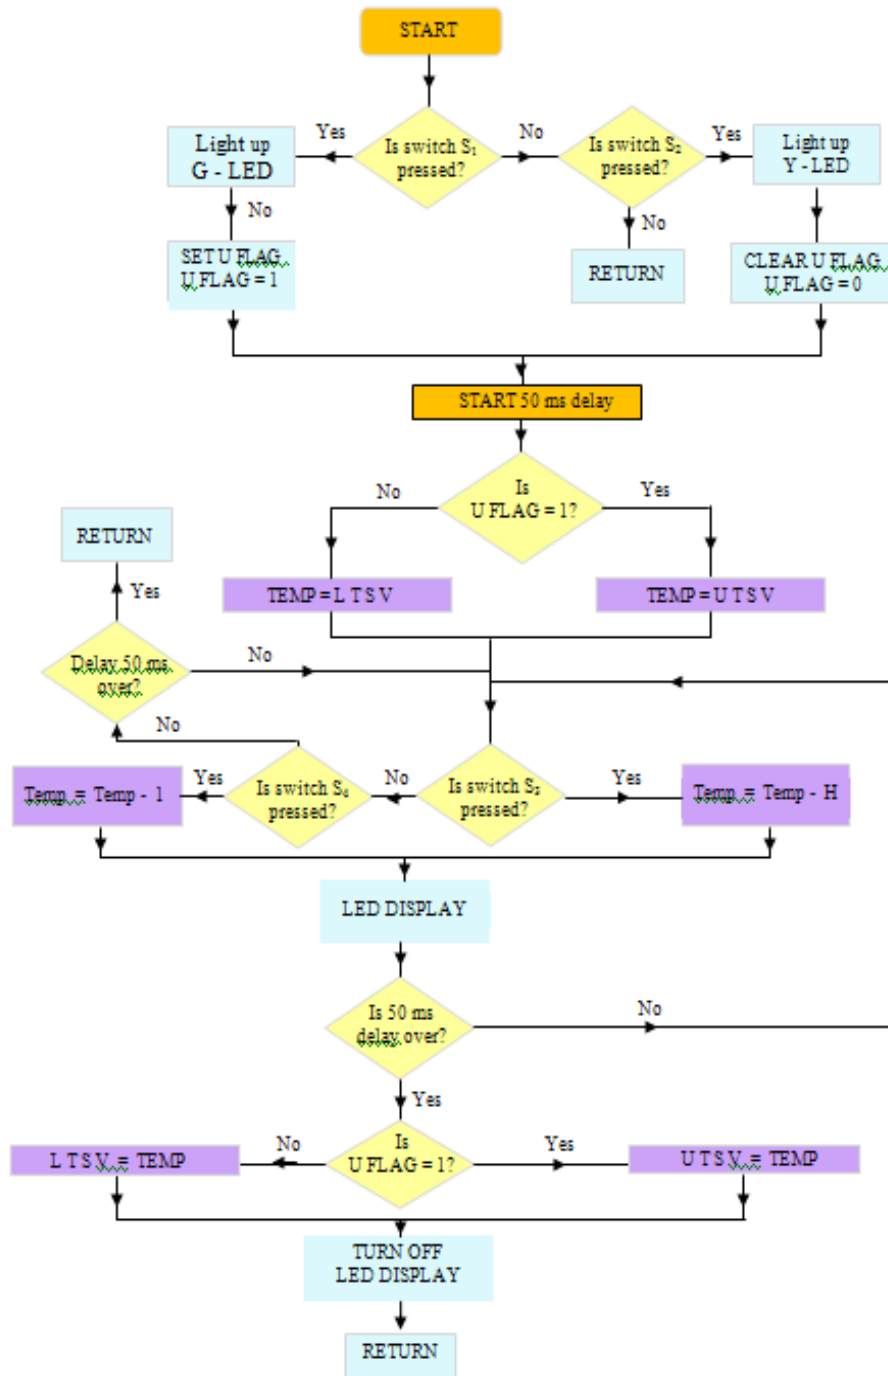 START
Yes
Is switch S₁
pressed?
No
Is switch S₂
pressed?
Yes
Light up
G - LED
Light up
Y - LED
No
No
SET U FLAG
U FLAG = 1
RETURN
CLEAR U FLAG
U FLAG = 0
START 50 ms delay
No
Is
U FLAG = 1?
Yes
RETURN
Yes
TEMP = L T S V
TEMP = U T S V
Delay 50 ms
over?
No
No
Temp = Temp - 1
Yes
Is switch S₄
pressed?
No
Is switch S₃
pressed?
Yes
Temp = Temp - H
LED DISPLAY
Is 50 ms
delay over?
No
Yes
L T S V = TEMP
No
Is
U FLAG = 1?
Yes
U T S V = TEMP
TURN OFF
LED DISPLAY
RETURN